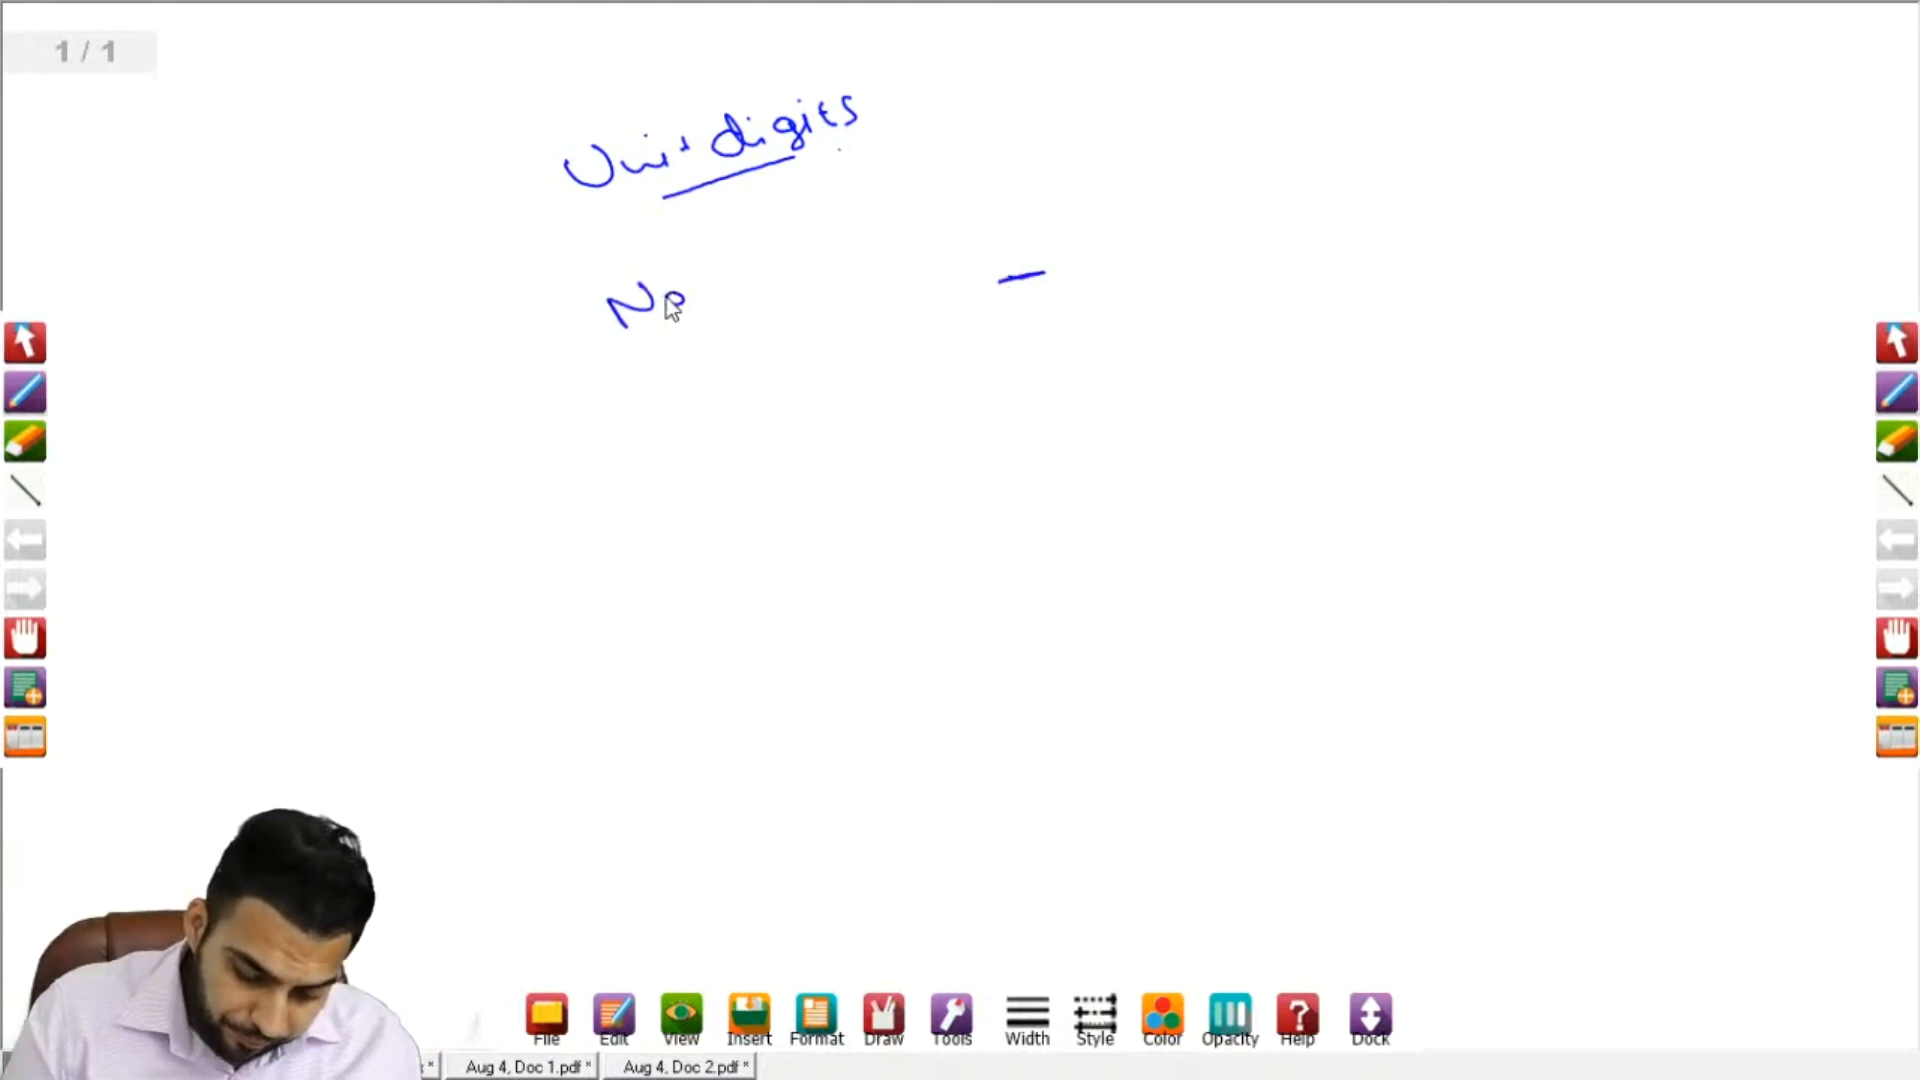 1 / 1
Unit digits
No
File Edit View Insert Format Draw Tools Width Style Color Opacity Help Dock
Aug 4, Doc 1.pdf * Aug 4, Doc 2.pdf *